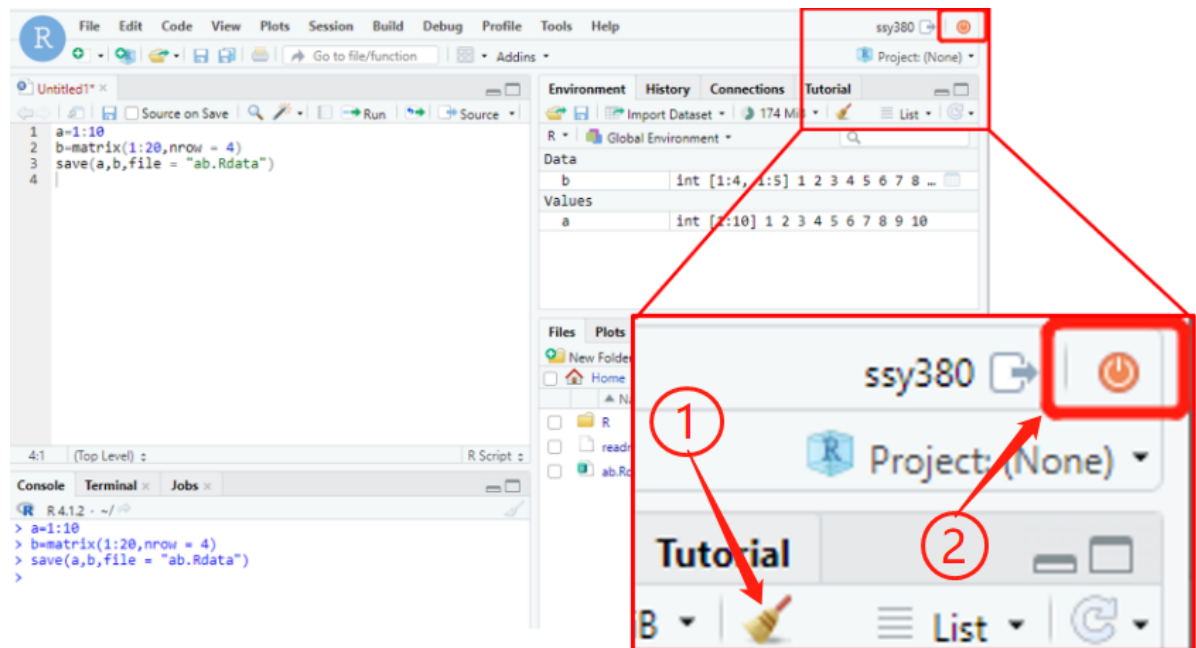 R File Edit Code View Plots Session Build Debug Profile Tools Help ssy380
Go to file/function Addins Project: (None)
Untitled1* ×
Source on Save Run Source
1 a=1:10
2 b=matrix(1:20,nrow = 4)
3 save(a,b,file = "ab.Rdata")
4
4:1 (Top Level) R Script
Console Terminal × Jobs ×
R R 4.1.2 · ~/
> a=1:10
> b=matrix(1:20,nrow = 4)
> save(a,b,file = "ab.Rdata")
>
Environment History Connections Tutorial
Import Dataset 174 MiB List
R Global Environment
Data
b int [1:4, 1:5] 1 2 3 4 5 6 7 8 …
Values
a int [1:10] 1 2 3 4 5 6 7 8 9 10
Files Plots
New Folder
Home
R
ab.Rd
ssy380
1
R Project: (None)
2
Tutorial
B List